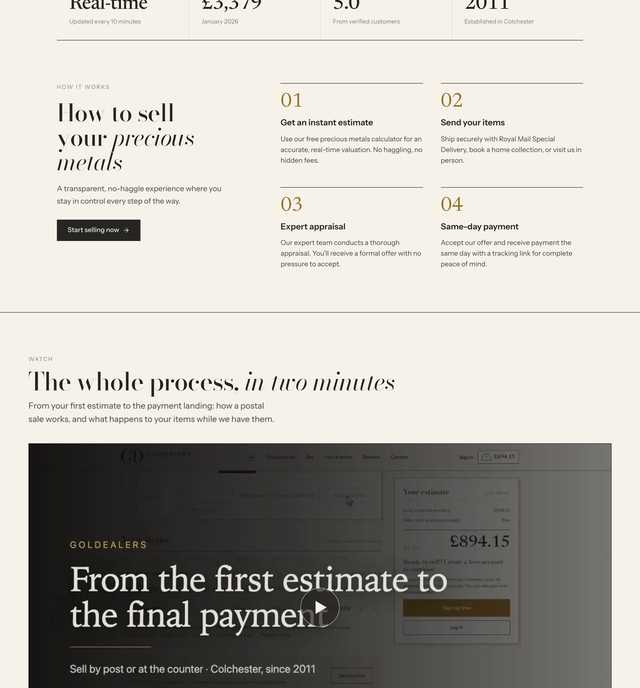 Real-time
£3,379
5.0
2011
Updated every 10 minutes
January 2026
From verified customers
Established in Colchester
HOW IT WORKS
How to sell
your precious
metals
A transparent, no-haggle experience where you
stay in control every step of the way.
Start selling now →
01
Get an instant estimate
Use our free precious metals calculator for an
accurate, real-time valuation. No haggling, no
hidden fees.
02
Send your items
Ship securely with Royal Mail Special
Delivery, book a home collection, or visit us in
person.
03
Expert appraisal
Our expert team conducts a thorough
appraisal. You'll receive a formal offer with no
pressure to accept.
04
Same-day payment
Accept our offer and receive payment the
same day with a tracking link for complete
peace of mind.
WATCH
The whole process, in two minutes
From your first estimate to the payment landing: how a postal
sale works, and what happens to your items while we have them.
Sign in
£894.15
Your estimate
£894.15
Log in
GOLDEALERS
From the first estimate to
the final payment
Sell by post or at the counter · Colchester, since 2011